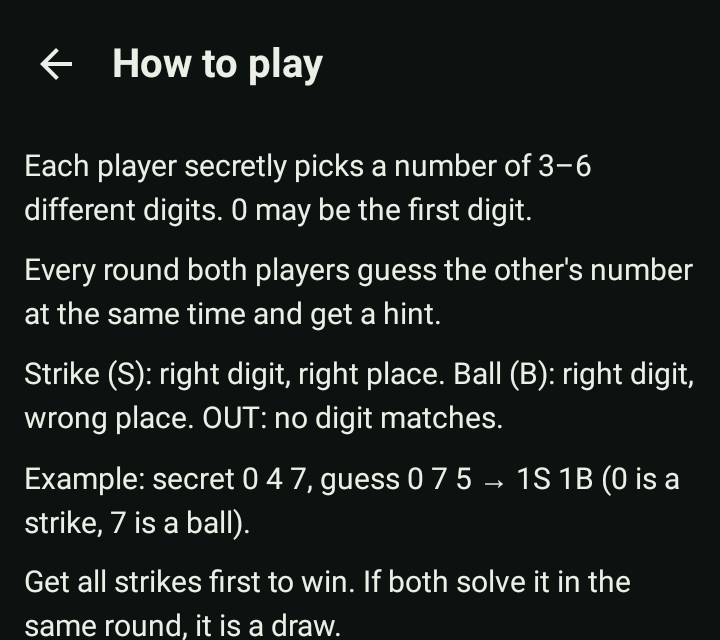 How to play
Each player secretly picks a number of 3–6
different digits. 0 may be the first digit.
Every round both players guess the other's number
at the same time and get a hint.
Strike (S): right digit, right place. Ball (B): right digit,
wrong place. OUT: no digit matches.
Example: secret 0 4 7, guess 0 7 5 → 1S 1B (0 is a
strike, 7 is a ball).
Get all strikes first to win. If both solve it in the
same round, it is a draw.